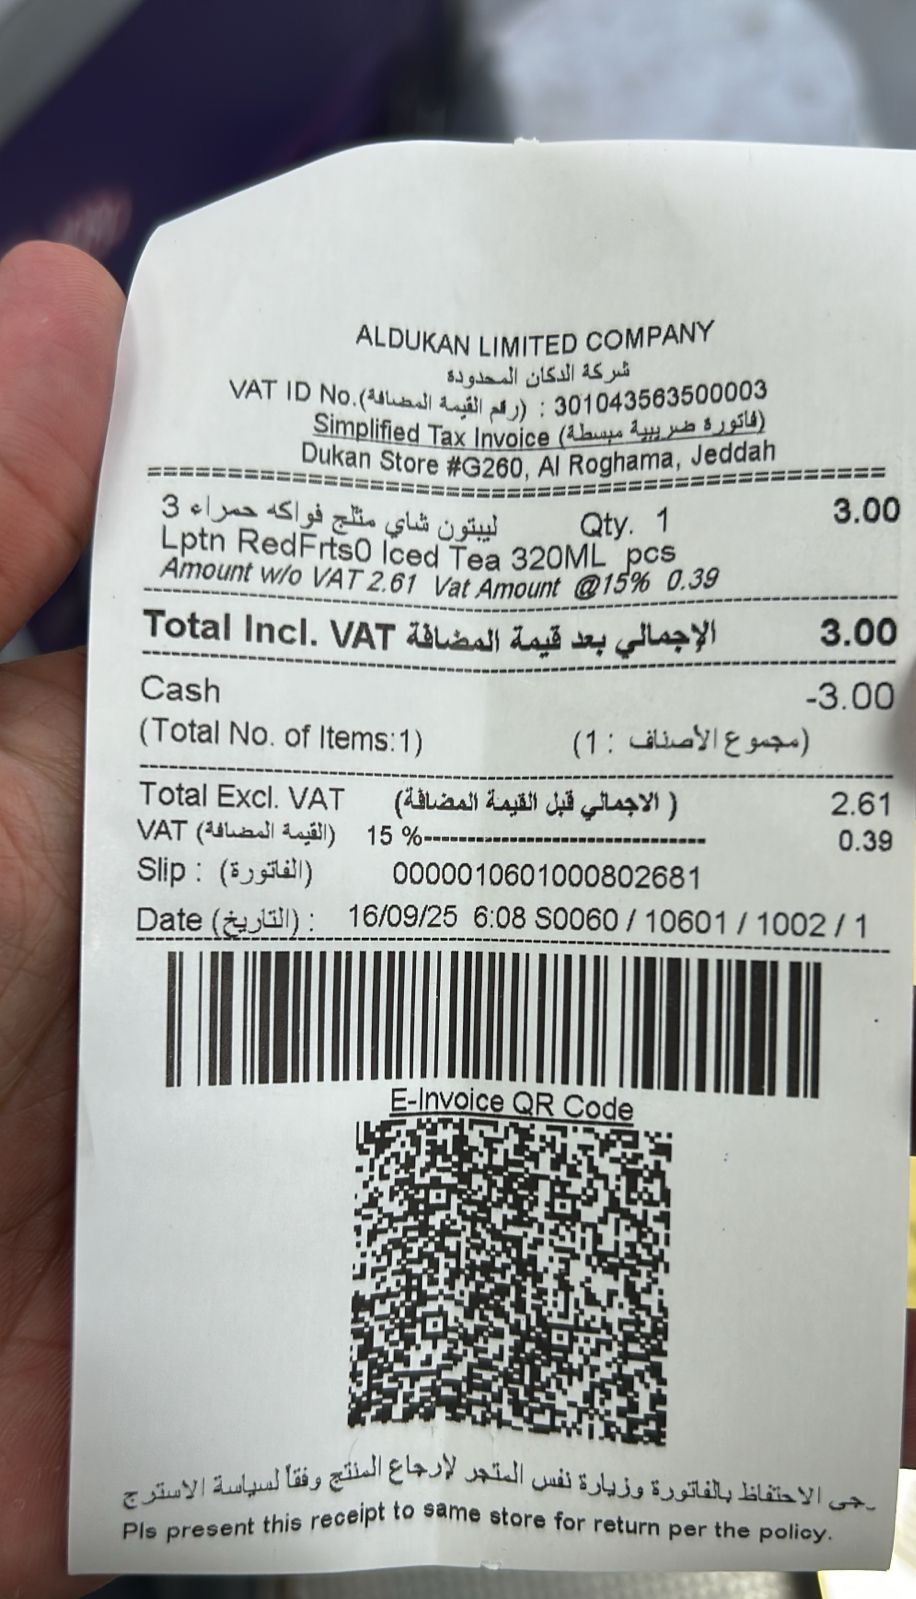 ALDUKAN LIMITED COMPANY
شركة الدكان المحدودة
VAT ID No.(رقم القيمة المضافة) : 301043563500003
Simplified Tax Invoice (فاتورة ضريبية مبسطة)
Dukan Store #G260, Al Roghama, Jeddah
ليبتون شاي مثلج فواكه حمراء 3 Qty. 1 3.00
Lptn RedFrts0 Iced Tea 320ML pcs
Amount w/o VAT 2.61 Vat Amount @15% 0.39
Total Incl. VAT الإجمالي بعد قيمة المضافة 3.00
Cash -3.00
(Total No. of Items:1) (مجموع الأصناف : 1)
Total Excl. VAT (الاجمالي قبل القيمة المضافة ) 2.61
VAT (القيمة المضافة) 15 %------------------------------ 0.39
Slip : (الفاتورة) 0000010601000802681
Date (التاريخ) : 16/09/25 6:08 S0060 / 10601 / 1002 / 1
E-Invoice QR Code
الاحتفاظ بالفاتورة وزيارة نفس المتجر لإرجاع المنتج وفقاً لسياسة
Pls present this receipt to same store for return per the policy.